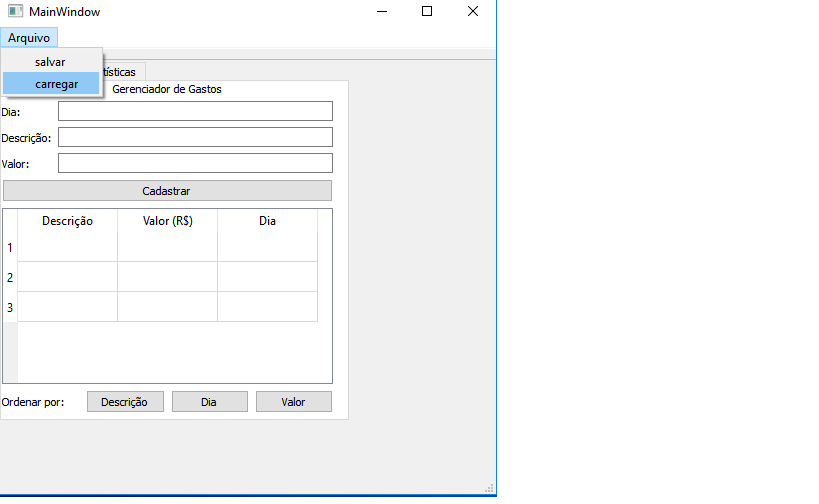 MainWindow
Arquivo
salvar
carregar
Gerenciador de Gastos
Dia:
Descrição:
Valor:
Cadastrar
Descrição Valor (R$) Dia
1
2
3
Ordenar por: Descrição Dia Valor